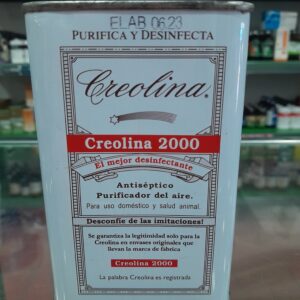 ELAB 06 23
PURIFICA Y DESINFECTA
Creolina.
Creolina 2000
El mejor desinfectante
Antiséptico
Purificador del aire.
Para uso doméstico y salud animal.
Desconfíe de las imitaciones!
Se garantiza la legitimidad solo para la
Creolina en envases originales que
llevan la marca de fabrica
Creolina 2000
La palabra Creolina es registrada